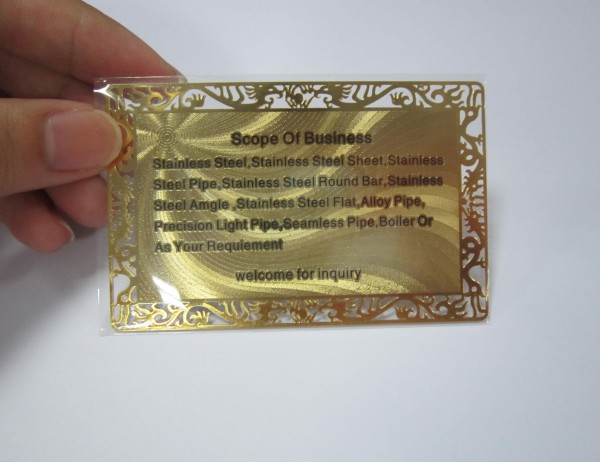 Scope Of Business
Stainless Steel,Stainless Steel Sheet,Stainless
Steel Pipe,Stainless Steel Round Bar,Stainless
Steel Amgle ,Stainless Steel Flat,Alloy Pipe,
Precision Light Pipe,Seamless Pipe,Boiler Or
As Your Requiement
welcome for inquiry